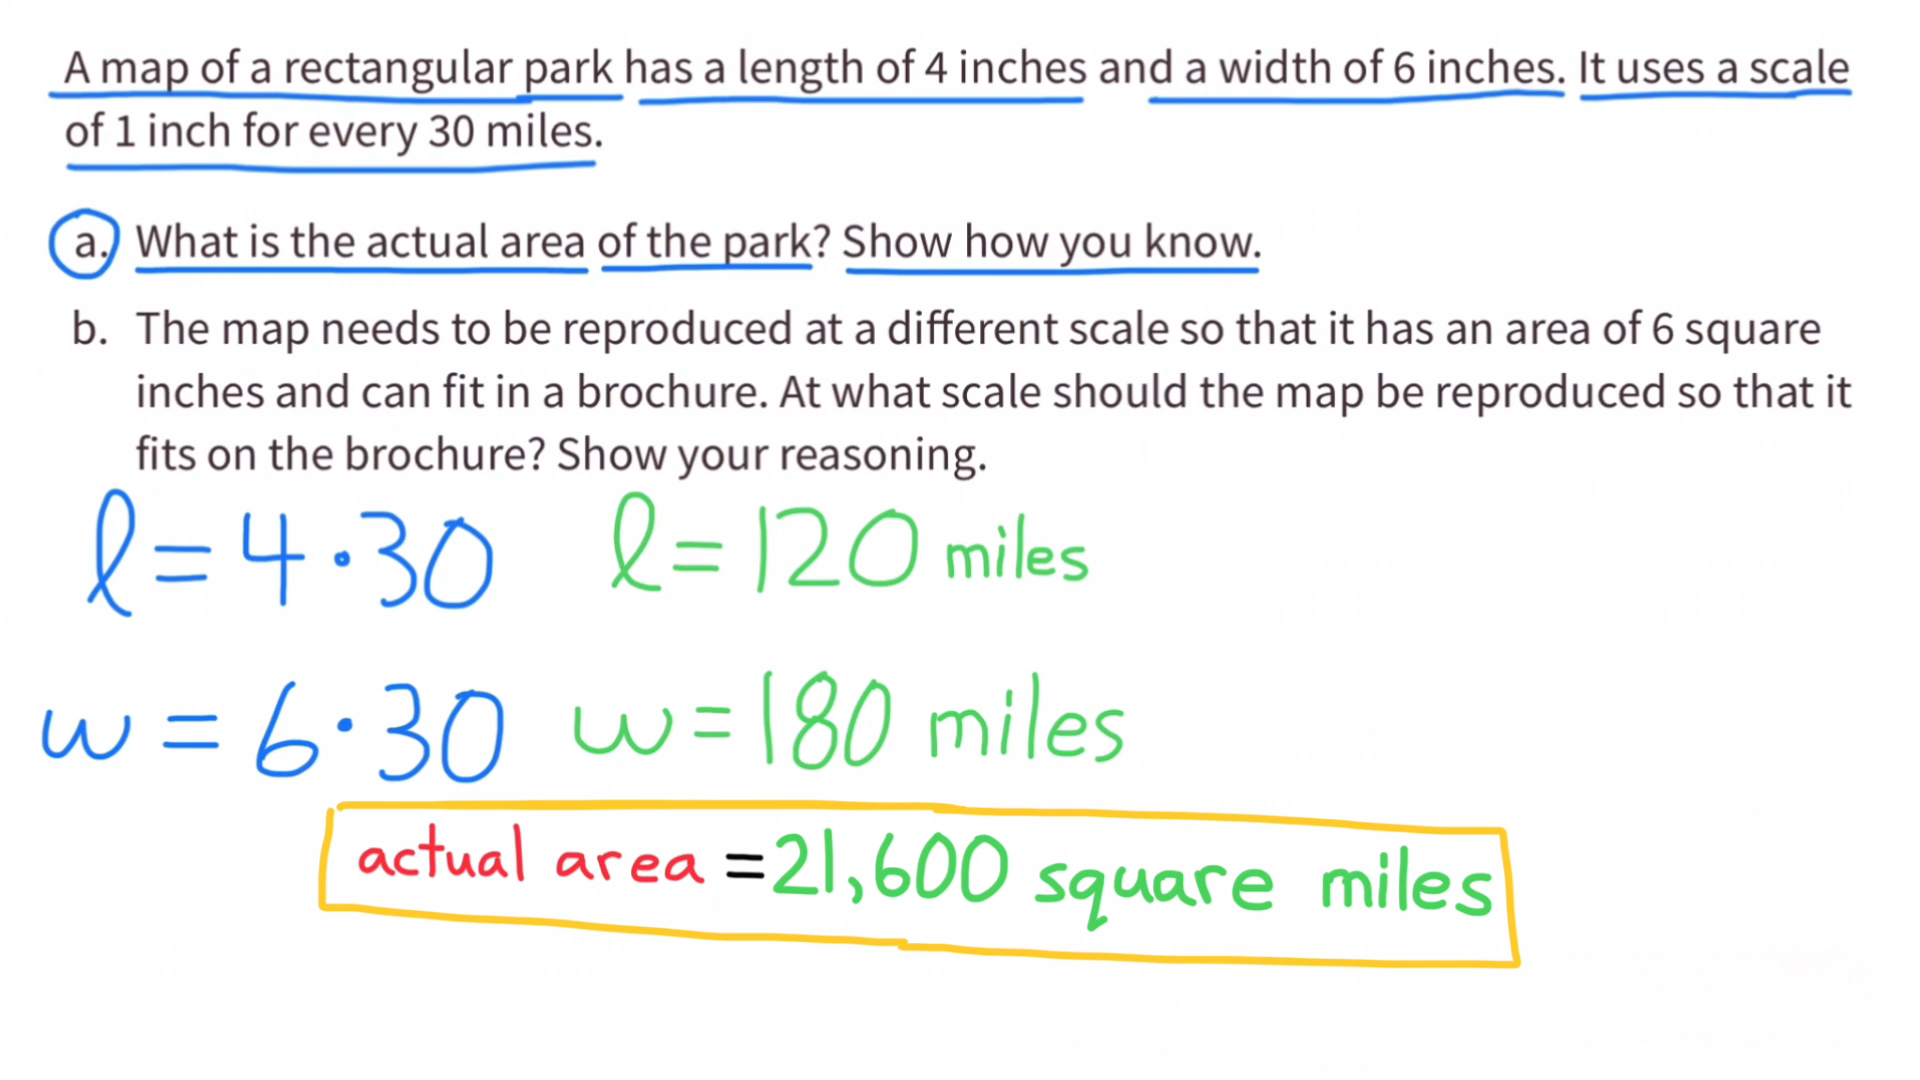 A map of a rectangular park has a length of 4 inches and a width of 6 inches. It uses a scale
of 1 inch for every 30 miles.
a. What is the actual area of the park? Show how you know.
b. The map needs to be reproduced at a different scale so that it has an area of 6 square
inches and can fit in a brochure. At what scale should the map be reproduced so that it
fits on the brochure? Show your reasoning.
l = 4 · 30 l = 120 miles
w = 6 · 30 w = 180 miles
actual area = 21,600 square miles